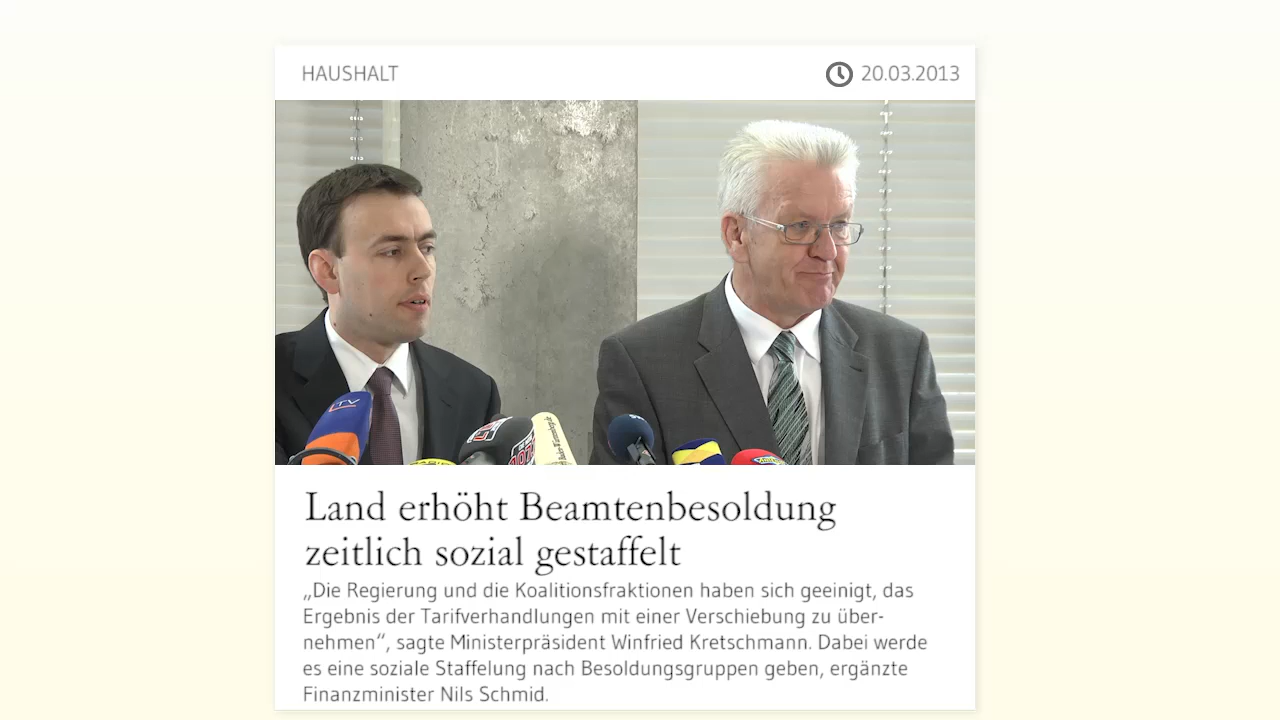 HAUSHALT
20.03.2013
TV
Land erhöht Beamtenbesoldung
zeitlich sozial gestaffelt
„Die Regierung und die Koalitionsfraktionen haben sich geeinigt, das
Ergebnis der Tarifverhandlungen mit einer Verschiebung zu über-
nehmen“, sagte Ministerpräsident Winfried Kretschmann. Dabei werde
es eine soziale Staffelung nach Besoldungsgruppen geben, ergänzte
Finanzminister Nils Schmid.